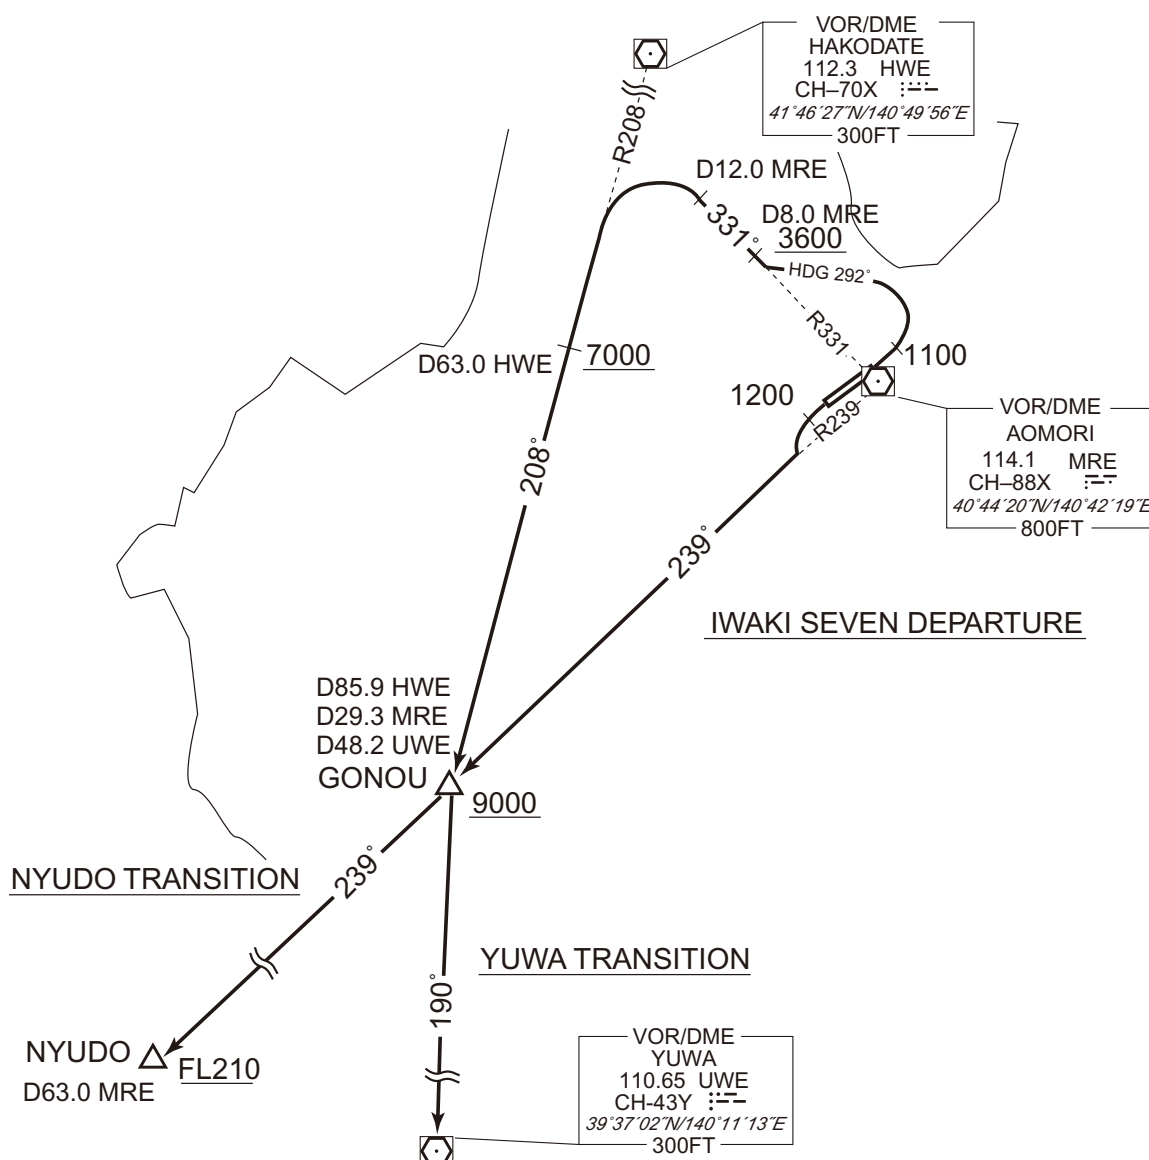 VOR/DME
HAKODATE
112.3 HWE
CH–70X
41°46´27˝N/140°49´56˝E
300FT
R208
D12.0 MRE
331°
D8.0 MRE
3600
HDG 292°
R331
1100
D63.0 HWE
7000
1200
R239
VOR/DME
AOMORI
114.1 MRE
CH–88X
40°44´20˝N/140°42´19˝E
800FT
208°
239°
IWAKI SEVEN DEPARTURE
D85.9 HWE
D29.3 MRE
D48.2 UWE
GONOU
9000
239°
NYUDO TRANSITION
YUWA TRANSITION
190°
NYUDO
FL210
D63.0 MRE
VOR/DME
YUWA
110.65 UWE
CH-43Y
39°37´02˝N/140°11´13˝E
300FT